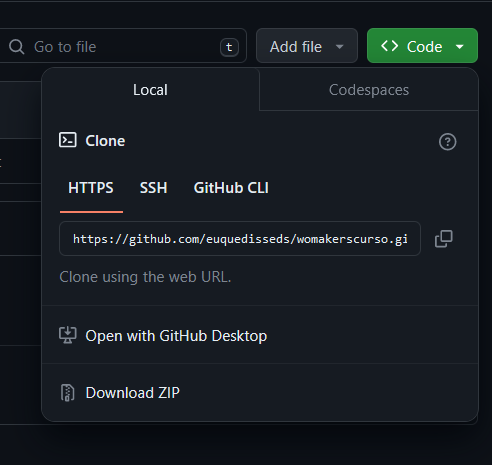 Go to file
t
Add file
Code
Local
Codespaces
Clone
HTTPS
SSH
GitHub CLI
https://github.com/euquedisseds/womakerscurso.gi
Clone using the web URL.
Open with GitHub Desktop
Download ZIP